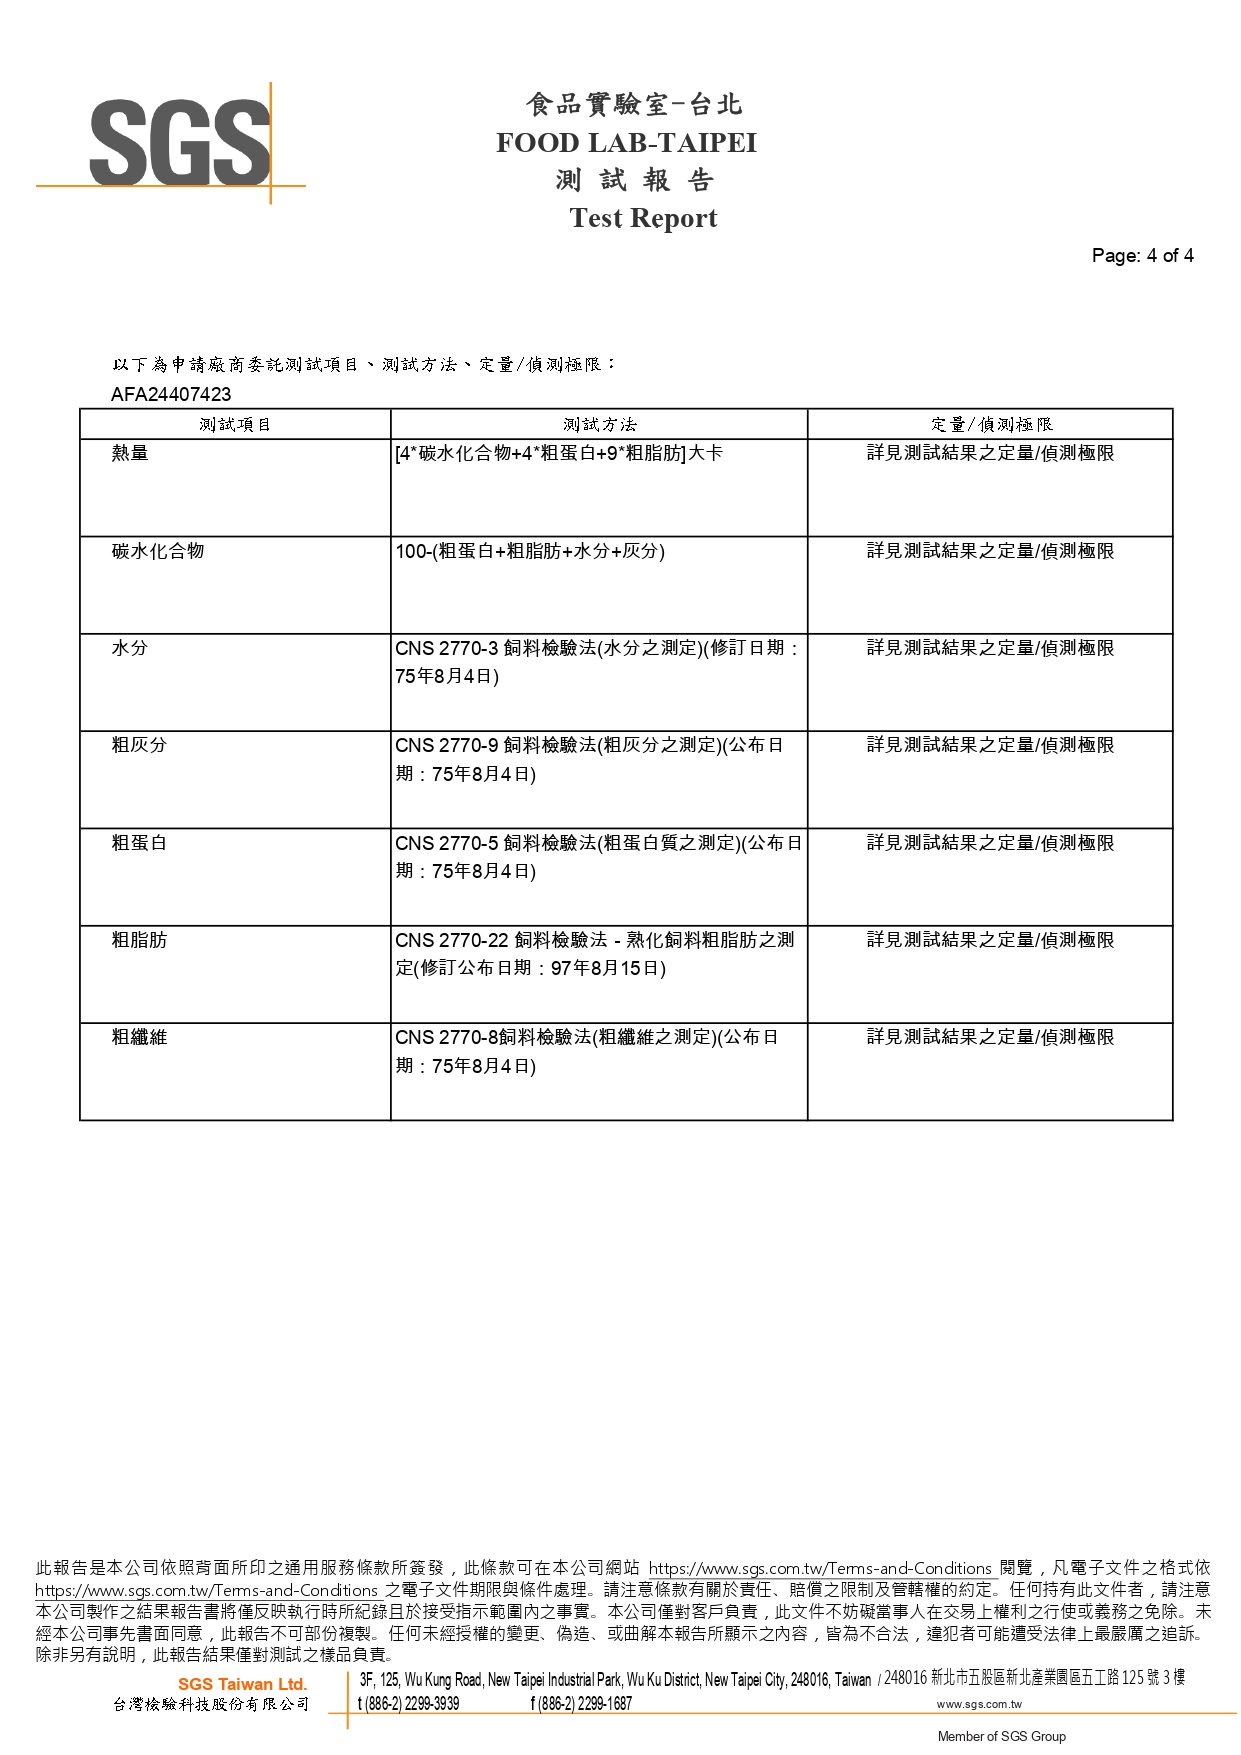 SGS
食品實驗室-台北
FOOD LAB-TAIPEI
測 試 報 告
Test Report
Page: 4 of 4
以下為申請廠商委託測試項目、測試方法、定量/偵測極限：
AFA24407423
測試項目 測試方法 定量/偵測極限
熱量 [4*碳水化合物+4*粗蛋白+9*粗脂肪]大卡 詳見測試結果之定量/偵測極限
碳水化合物 100-(粗蛋白+粗脂肪+水分+灰分) 詳見測試結果之定量/偵測極限
水分 CNS 2770-3 飼料檢驗法(水分之測定)(修訂日期： 詳見測試結果之定量/偵測極限
75年8月4日)
粗灰分 CNS 2770-9 飼料檢驗法(粗灰分之測定)(公布日 詳見測試結果之定量/偵測極限
期：75年8月4日)
粗蛋白 CNS 2770-5 飼料檢驗法(粗蛋白質之測定)(公布日 詳見測試結果之定量/偵測極限
期：75年8月4日)
粗脂肪 CNS 2770-22 飼料檢驗法 - 熟化飼料粗脂肪之測 詳見測試結果之定量/偵測極限
定(修訂公布日期：97年8月15日)
粗纖維 CNS 2770-8飼料檢驗法(粗纖維之測定)(公布日 詳見測試結果之定量/偵測極限
期：75年8月4日)
此報告是本公司依照背面所印之通用服務條款所簽發，此條款可在本公司網站 https://www.sgs.com.tw/Terms-and-Conditions 閱覽，凡電子文件之格式依
https://www.sgs.com.tw/Terms-and-Conditions 之電子文件期限與條件處理。請注意條款有關於責任、賠償之限制及管轄權的約定。任何持有此文件者，請注意
本公司製作之結果報告書將僅反映執行時所紀錄且於接受指示範圍內之事實。本公司僅對客戶負責，此文件不妨礙當事人在交易上權利之行使或義務之免除。未
經本公司事先書面同意，此報告不可部份複製。任何未經授權的變更、偽造、或曲解本報告所顯示之內容，皆為不合法，違犯者可能遭受法律上最嚴厲之追訴。
除非另有說明，此報告結果僅對測試之樣品負責。
SGS Taiwan Ltd. 3F, 125, Wu Kung Road, New Taipei Industrial Park, Wu Ku District, New Taipei City, 248016, Taiwan / 248016 新北市五股區新北產業園區五工路 125 號 3 樓
台灣檢驗科技股份有限公司 t (886-2) 2299-3939 f (886-2) 2299-1687 www.sgs.com.tw
Member of SGS Group